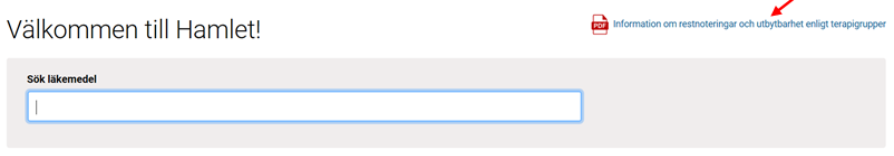 Välkommen till Hamlet!
PDF Information om restnoteringar och utbytbarhet enligt terapigrupper
Sök läkemedel